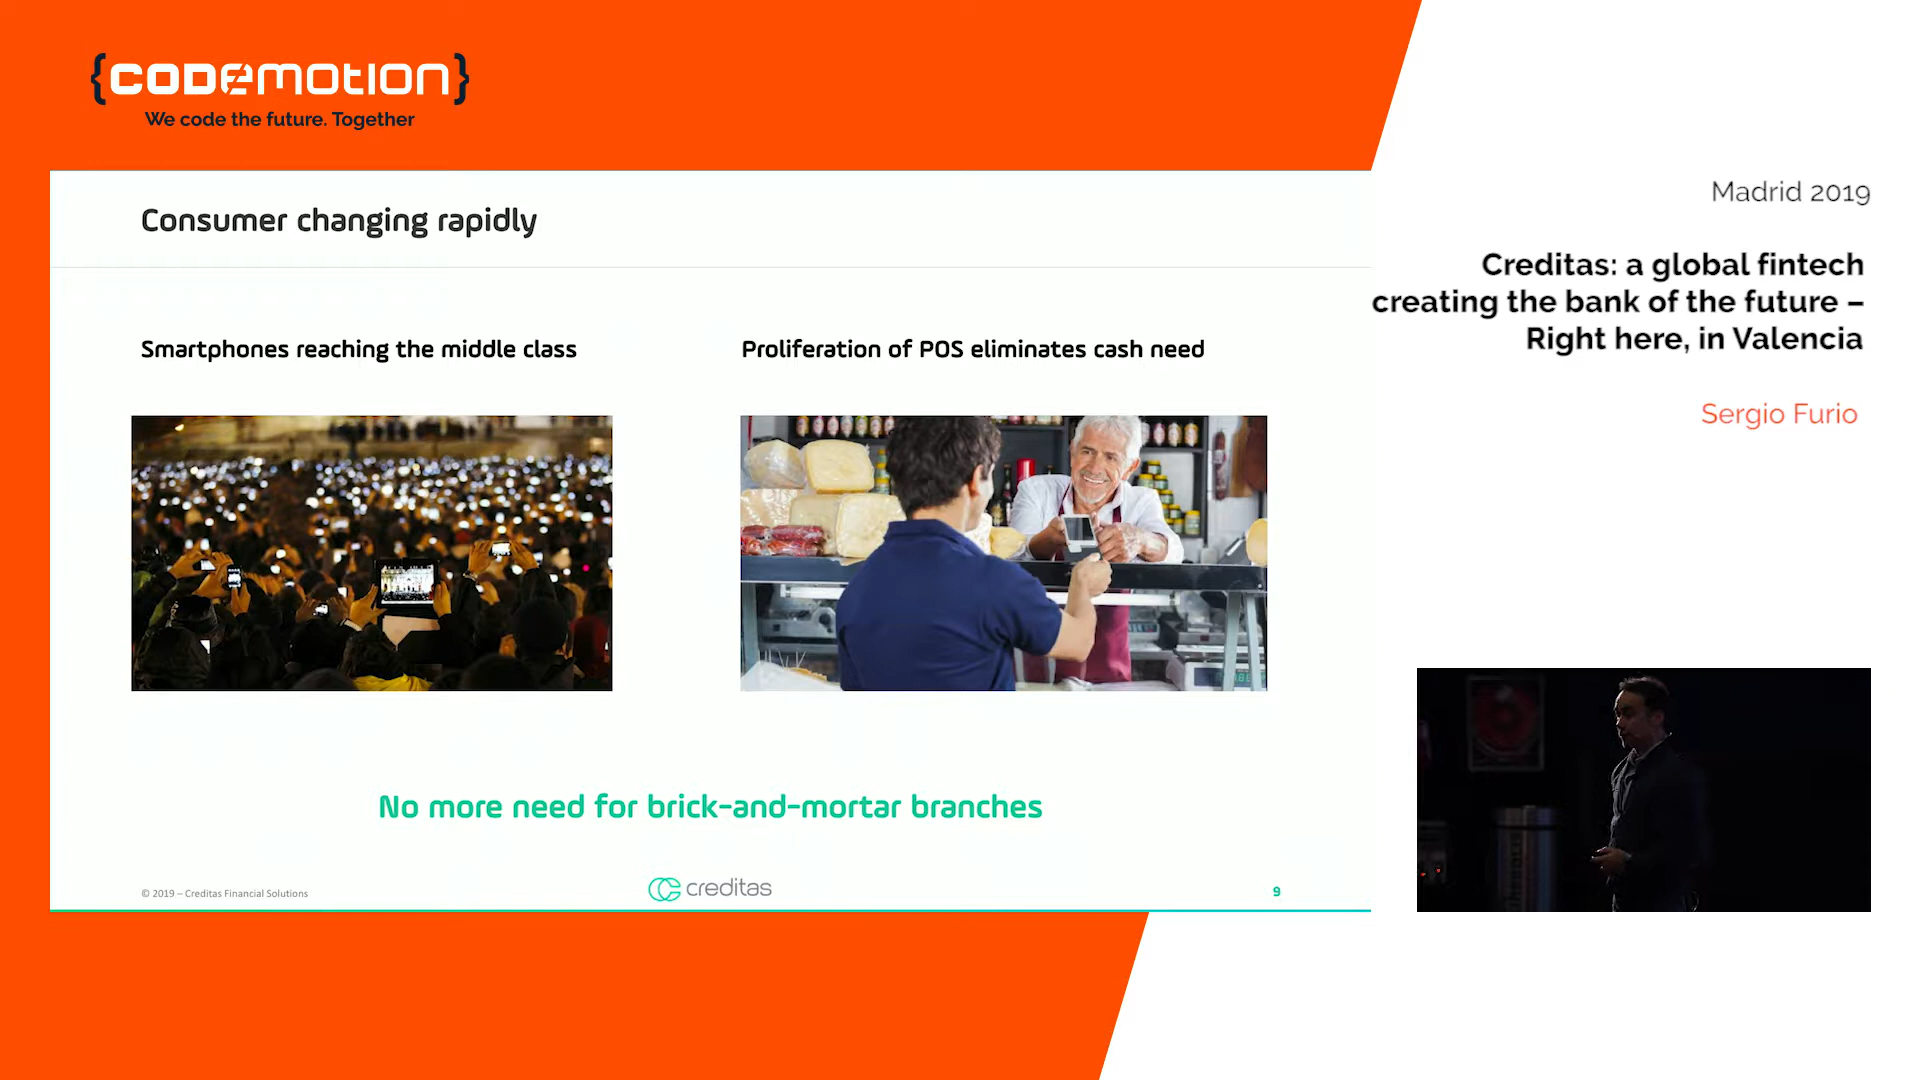 {codemotion}
We code the future. Together
Madrid 2019
Creditas: a global fintech
creating the bank of the future –
Right here, in Valencia
Sergio Furio
Consumer changing rapidly
Smartphones reaching the middle class
Proliferation of POS eliminates cash need
No more need for brick-and-mortar branches
© 2019 – Creditas Financial Solutions
creditas
9